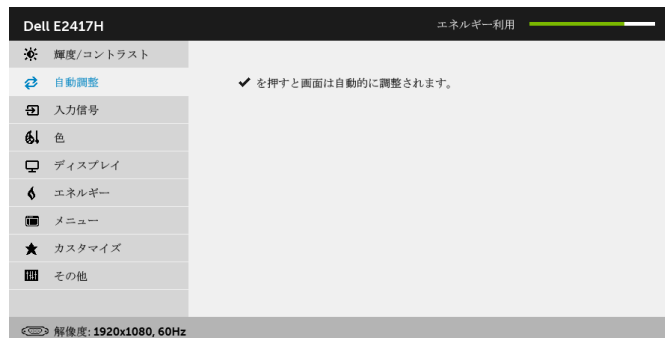 Dell E2417H
エネルギー利用
輝度/コントラスト
自動調整
✔ を押すと画面は自動的に調整されます。
入力信号
色
ディスプレイ
エネルギー
メニュー
カスタマイズ
その他
解像度: 1920x1080, 60Hz